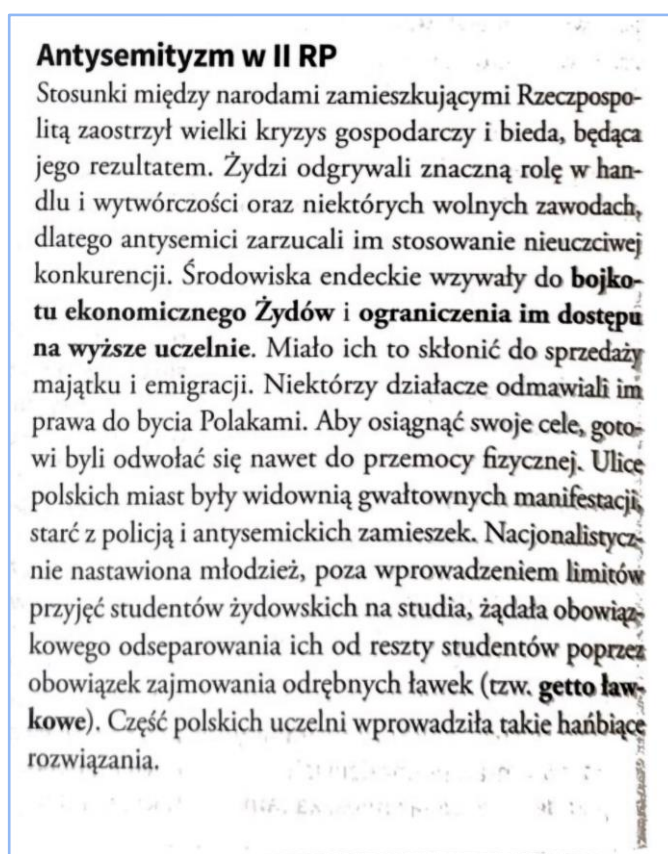 Antysemityzm w II RP
Stosunki między narodami zamieszkującymi Rzeczpospo-
litą zaostrzył wielki kryzys gospodarczy i bieda, będąca
jego rezultatem. Żydzi odgrywali znaczną rolę w han-
dlu i wytwórczości oraz niektórych wolnych zawodach,
dlatego antysemici zarzucali im stosowanie nieuczciwej
konkurencji. Środowiska endeckie wzywały do bojko-
tu ekonomicznego Żydów i ograniczenia im dostępu
na wyższe uczelnie. Miało ich to skłonić do sprzedaży
majątku i emigracji. Niektórzy działacze odmawiali im
prawa do bycia Polakami. Aby osiągnąć swoje cele, goto-
wi byli odwołać się nawet do przemocy fizycznej. Ulice
polskich miast były widownią gwałtownych manifestacji,
starć z policją i antysemickich zamieszek. Nacjonalistycz-
nie nastawiona młodzież, poza wprowadzeniem limitów
przyjęć studentów żydowskich na studia, żądała obowiąz-
kowego odseparowania ich od reszty studentów poprzez
obowiązek zajmowania odrębnych ławek (tzw. getto ław-
kowe). Część polskich uczelni wprowadziła takie hańbiące
rozwiązania.